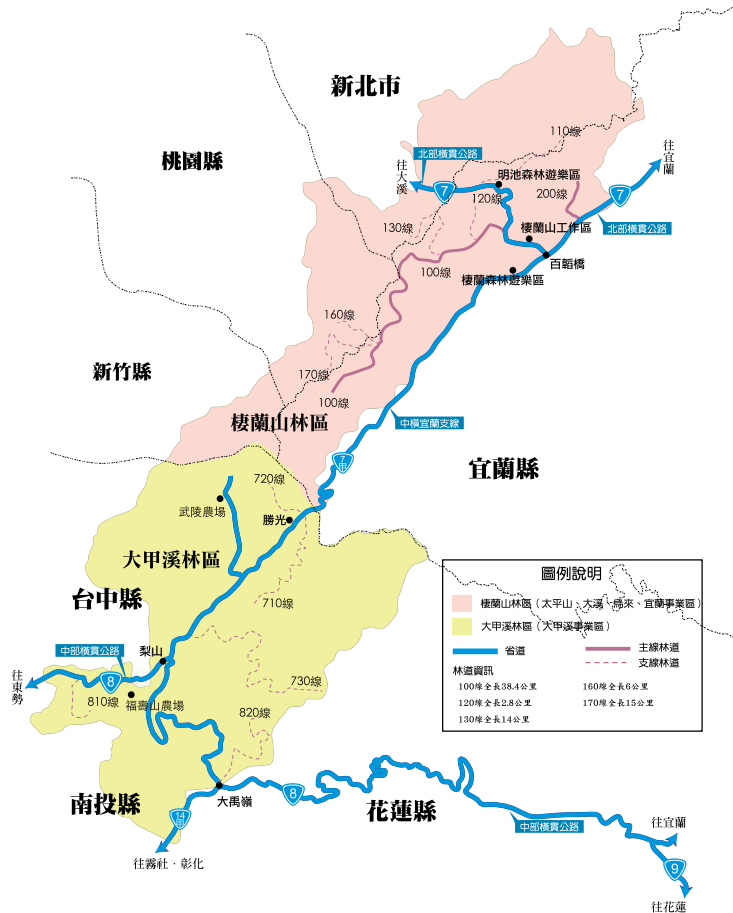 新北市
桃園縣
110線
往宜蘭
北部橫貫公路
往大溪
7
明池森林遊樂區
120線
200線
7
130線
棲蘭山工作區
北部橫貫公路
百韜橋
100線
棲蘭森林遊樂區
160線
新竹縣
170線
100線
棲蘭山林區
中橫宜蘭支線
7甲
宜蘭縣
720線
武陵農場
勝光
大甲溪林區
台中縣
710線
圖例說明
棲蘭山林區(太平山、大溪、烏來、宜蘭事業區)
大甲溪林區(大甲溪事業區)
省道
主線林道
支線林道
林道資訊
100線全長38.4公里
160線全長6公里
120線全長2.8公里
170線全長15公里
130線全長14公里
中部橫貫公路
梨山
往東勢
8
810線
福壽山農場
730線
820線
南投縣
大禹嶺
8
花蓮縣
14甲
中部橫貫公路
往宜蘭
往霧社·彰化
9
往花蓮